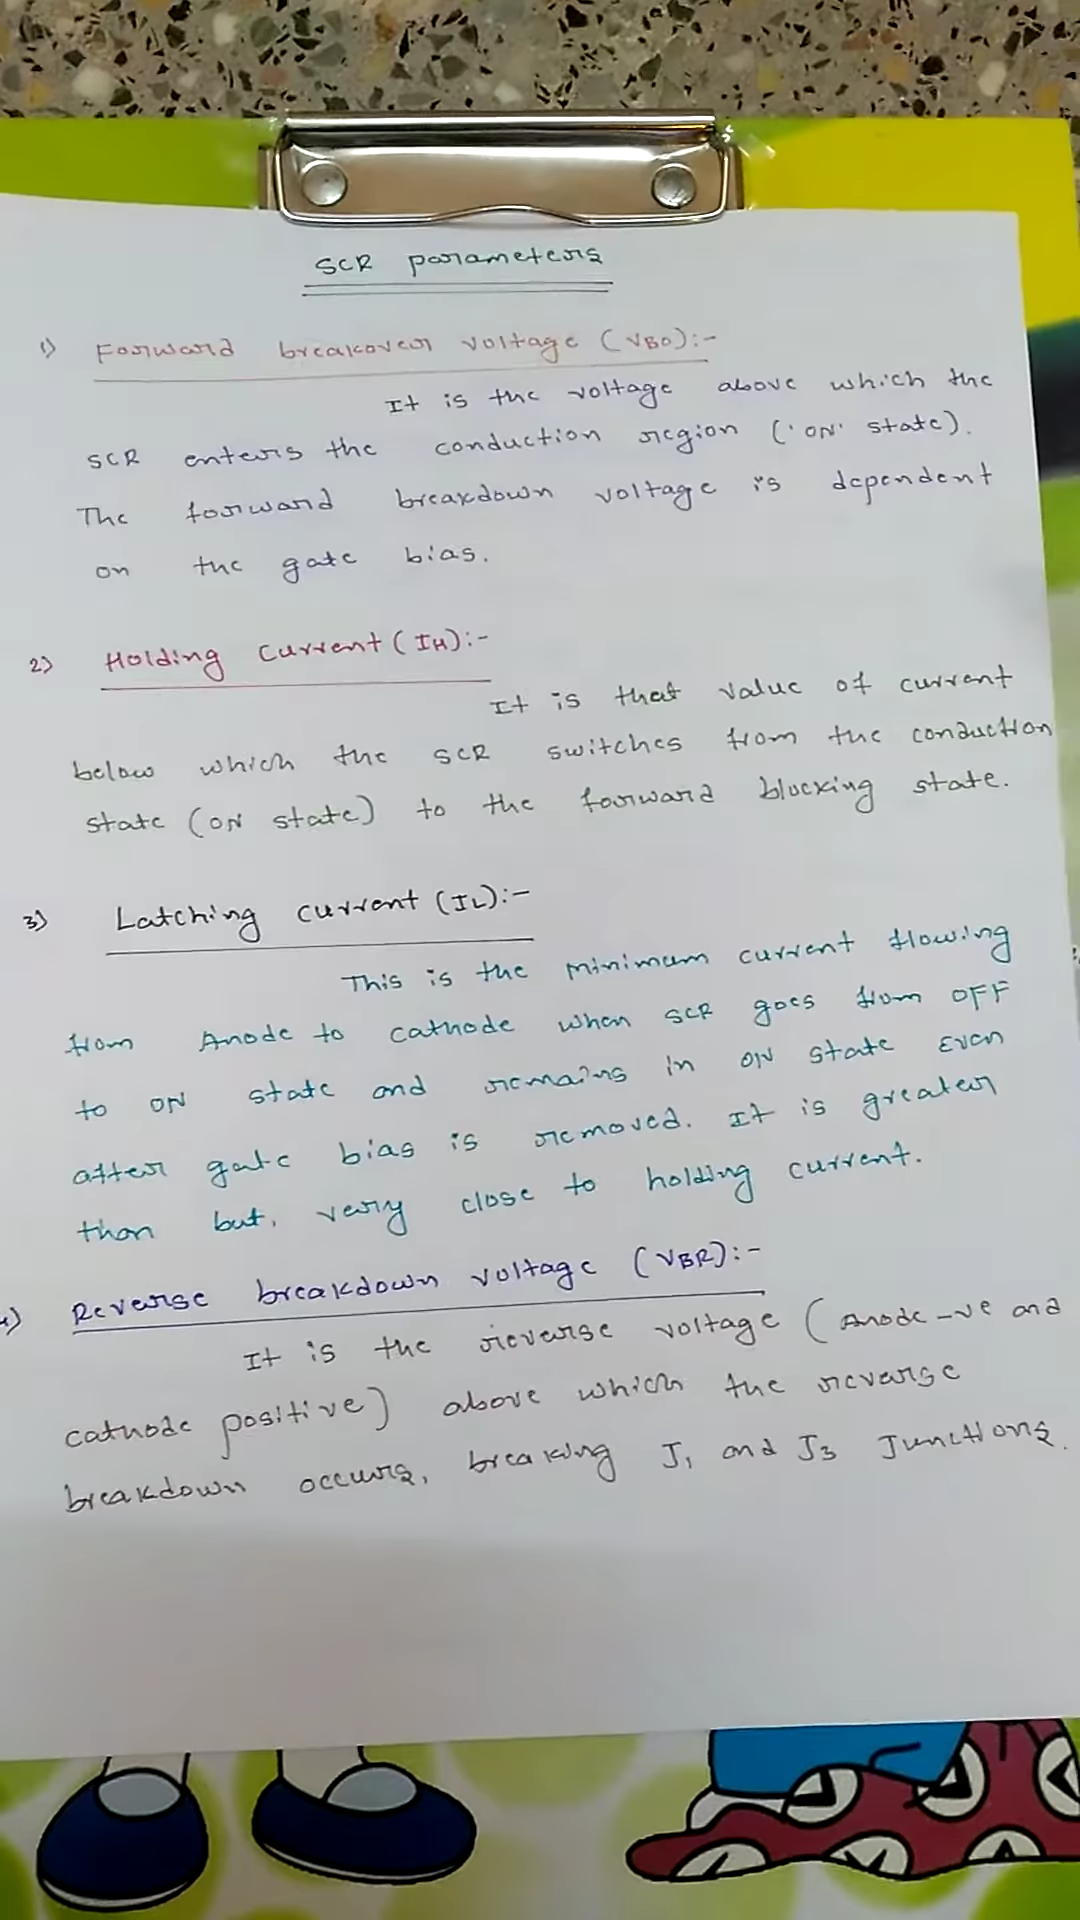 SCR parameters
1) Forward breakover voltage (VBO):-
It is the voltage above which the
SCR enters the conduction region ('ON' state).
The forward breakdown voltage is dependent
on the gate bias.
2) Holding current (IH):-
It is that value of current
below which the SCR switches from the conduction
state (ON state) to the forward blocking state.
3) Latching current (IL):-
This is the minimum current flowing
from Anode to cathode when SCR goes from OFF
to ON state and remains in ON state Even
after gate bias is removed. It is greater
than but, very close to holding current.
4) Reverse breakdown voltage (VBR):-
It is the reverse voltage (Anode -ve and
cathode positive) above which the reverse
breakdown occurs, breaking J1 and J3 Junctions.